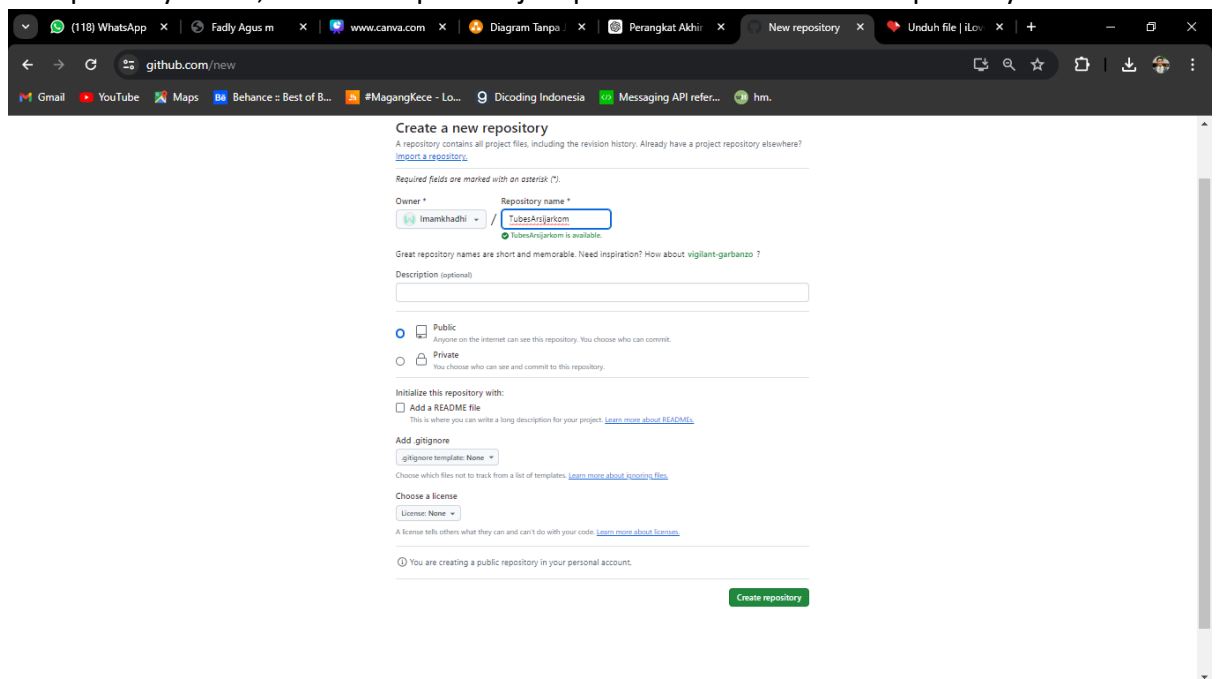 (118) WhatsApp
Fadly Agus m
www.canva.com
Diagram Tanpa J
Perangkat Akhir
New repository
Unduh file | iLov
github.com/new
Gmail
YouTube
Maps
Behance :: Best of B...
#MagangKece - Lo...
Dicoding Indonesia
Messaging API refer...
hm.
Create a new repository
A repository contains all project files, including the revision history. Already have a project repository elsewhere?
Import a repository.
Required fields are marked with an asterisk (*).
Owner * Repository name *
Imamkhadhi / TubesArsijarkom
TubesArsijarkom is available.
Great repository names are short and memorable. Need inspiration? How about vigilant-garbanzo ?
Description (optional)
Public
Anyone on the internet can see this repository. You choose who can commit.
Private
You choose who can see and commit to this repository.
Initialize this repository with:
Add a README file
This is where you can write a long description for your project. Learn more about READMEs.
Add .gitignore
.gitignore template: None
Choose which files not to track from a list of templates. Learn more about ignoring files.
Choose a license
License: None
A license tells others what they can and can't do with your code. Learn more about licenses.
You are creating a public repository in your personal account.
Create repository